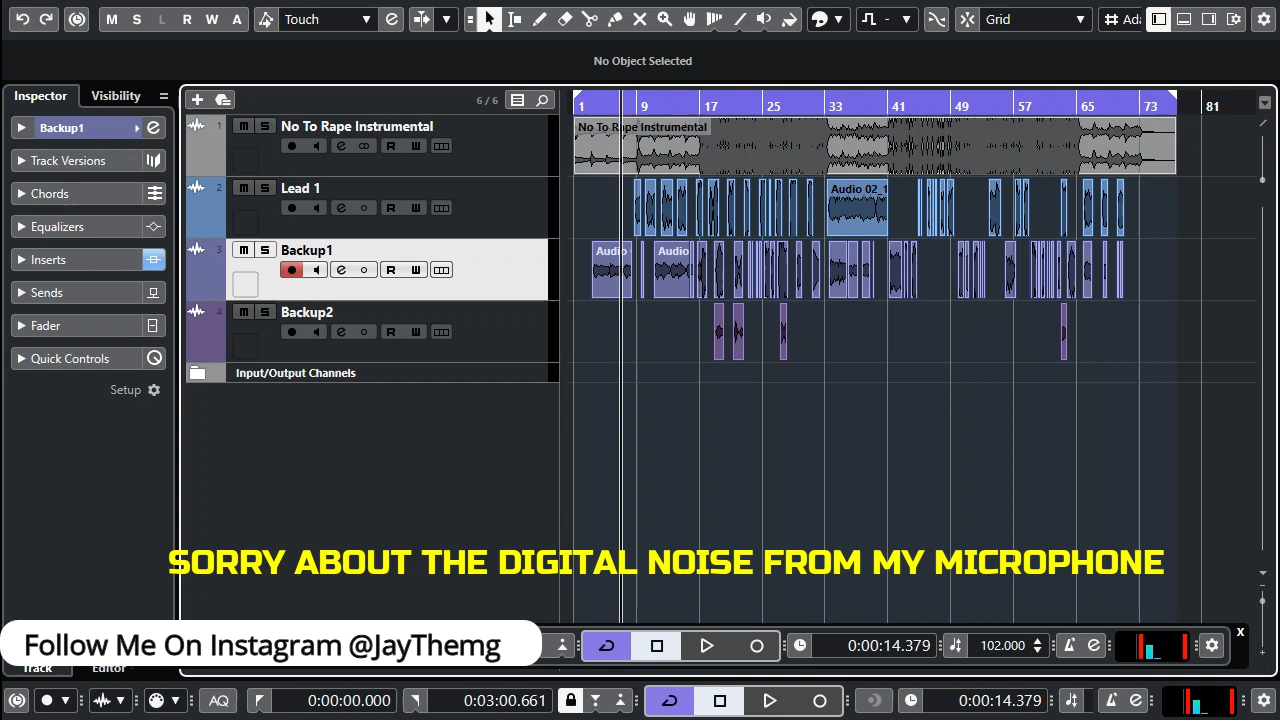 M S L R W A Touch - Grid Ada
No Object Selected
Inspector Visibility
6 / 6
1 9 17 25 33 41 49 57 65 73 81
Backup1
Track Versions
Chords
Equalizers
Inserts
Sends
Fader
Quick Controls
Setup
1 m S No To Rape Instrumental
R W
No To Rape Instrumental
2 m S Lead 1
R W
Audio 02_1
3 m S Backup1
R W
Audio Audio
4 m S Backup2
R W
Input/Output Channels
SORRY ABOUT THE DIGITAL NOISE FROM MY MICROPHONE
Follow Me On Instagram @JayThemg
0:00:14.379 102.000 X
Track Editor
AQ 0:00:00.000 0:03:00.661 0:00:14.379